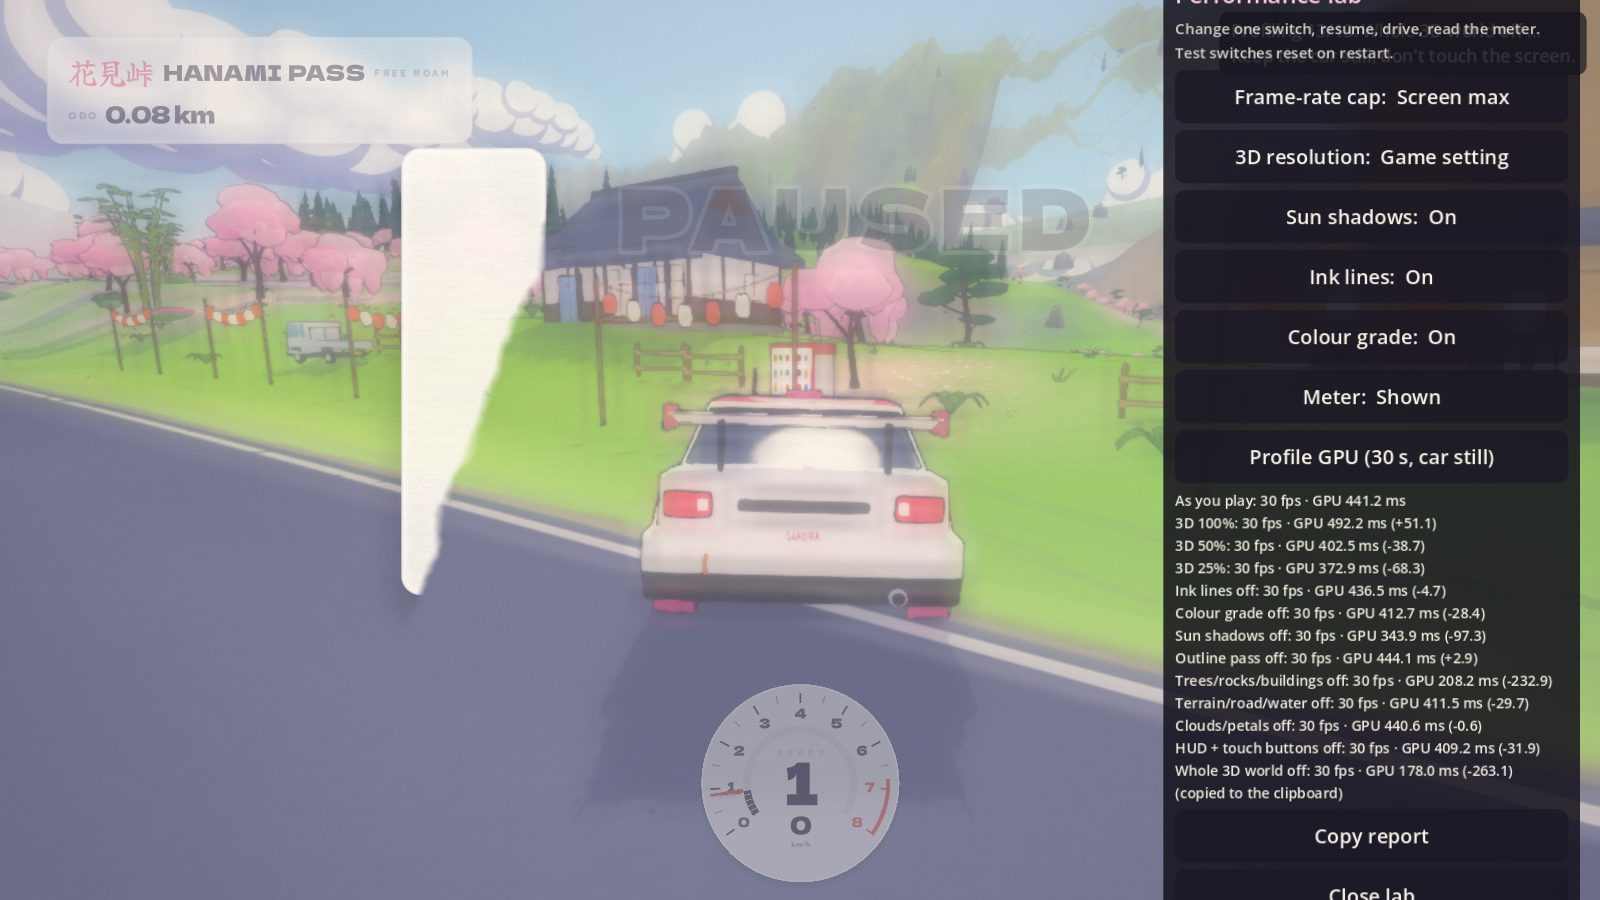 花見峠 HANAMI PASS FREE ROAM
ODO 0.08 km
PAUSED
SAKURA
0 1 2 3 4 5 6 7 8
1
0
km/h
Performance lab
Change one switch, resume, drive, read the meter.
Test switches reset on restart.
don't touch the screen.
Frame-rate cap: Screen max
3D resolution: Game setting
Sun shadows: On
Ink lines: On
Colour grade: On
Meter: Shown
Profile GPU (30 s, car still)
As you play: 30 fps · GPU 441.2 ms
3D 100%: 30 fps · GPU 492.2 ms (+51.1)
3D 50%: 30 fps · GPU 402.5 ms (-38.7)
3D 25%: 30 fps · GPU 372.9 ms (-68.3)
Ink lines off: 30 fps · GPU 436.5 ms (-4.7)
Colour grade off: 30 fps · GPU 412.7 ms (-28.4)
Sun shadows off: 30 fps · GPU 343.9 ms (-97.3)
Outline pass off: 30 fps · GPU 444.1 ms (+2.9)
Trees/rocks/buildings off: 30 fps · GPU 208.2 ms (-232.9)
Terrain/road/water off: 30 fps · GPU 411.5 ms (-29.7)
Clouds/petals off: 30 fps · GPU 440.6 ms (-0.6)
HUD + touch buttons off: 30 fps · GPU 409.2 ms (-31.9)
Whole 3D world off: 30 fps · GPU 178.0 ms (-263.1)
(copied to the clipboard)
Copy report
Close lab